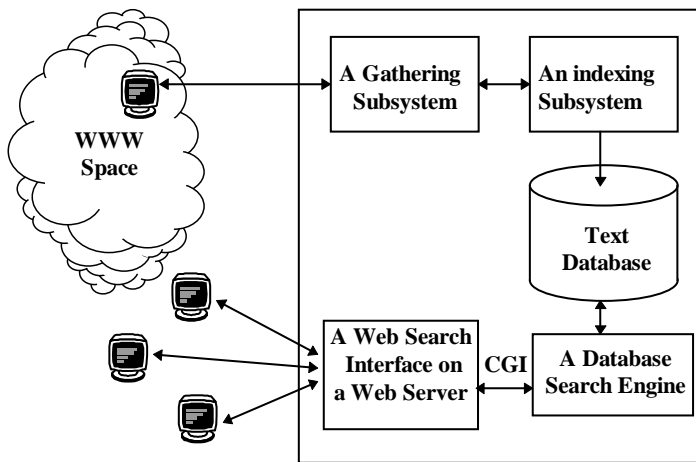 A Gathering
Subsystem
An indexing
Subsystem
WWW
Space
Text
Database
A Web Search
Interface on
a Web Server
CGI
A Database
Search Engine